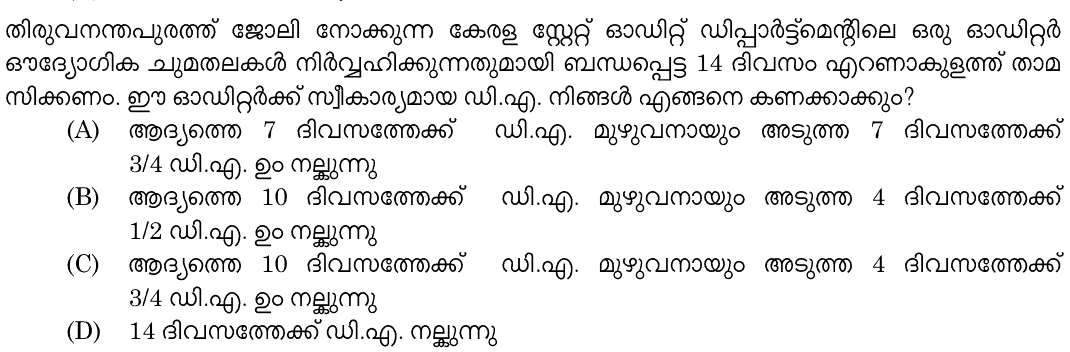 തിരുവനന്തപുരത്ത് ജോലി നോക്കുന്ന കേരള സ്റ്റേറ്റ് ഓഡിറ്റ് ഡിപ്പാർട്ട്മെന്റിലെ ഒരു ഓഡിറ്റർ
ഔദ്യോഗിക ചുമതലകൾ നിർവ്വഹിക്കുന്നതുമായി ബന്ധപ്പെട്ട 14 ദിവസം എറണാകുളത്ത് താമ
സിക്കണം. ഈ ഓഡിറ്റർക്ക് സ്വീകാര്യമായ ഡി.എ. നിങ്ങൾ എങ്ങനെ കണക്കാക്കും?
(A) ആദ്യത്തെ 7 ദിവസത്തേക്ക് ഡി.എ. മുഴുവനായും അടുത്ത 7 ദിവസത്തേക്ക്
3/4 ഡി.എ. ഉം നല്കുന്നു
(B) ആദ്യത്തെ 10 ദിവസത്തേക്ക് ഡി.എ. മുഴുവനായും അടുത്ത 4 ദിവസത്തേക്ക്
1/2 ഡി.എ. ഉം നല്കുന്നു
(C) ആദ്യത്തെ 10 ദിവസത്തേക്ക് ഡി.എ. മുഴുവനായും അടുത്ത 4 ദിവസത്തേക്ക്
3/4 ഡി.എ. ഉം നല്കുന്നു
(D) 14 ദിവസത്തേക്ക് ഡി.എ. നല്കുന്നു